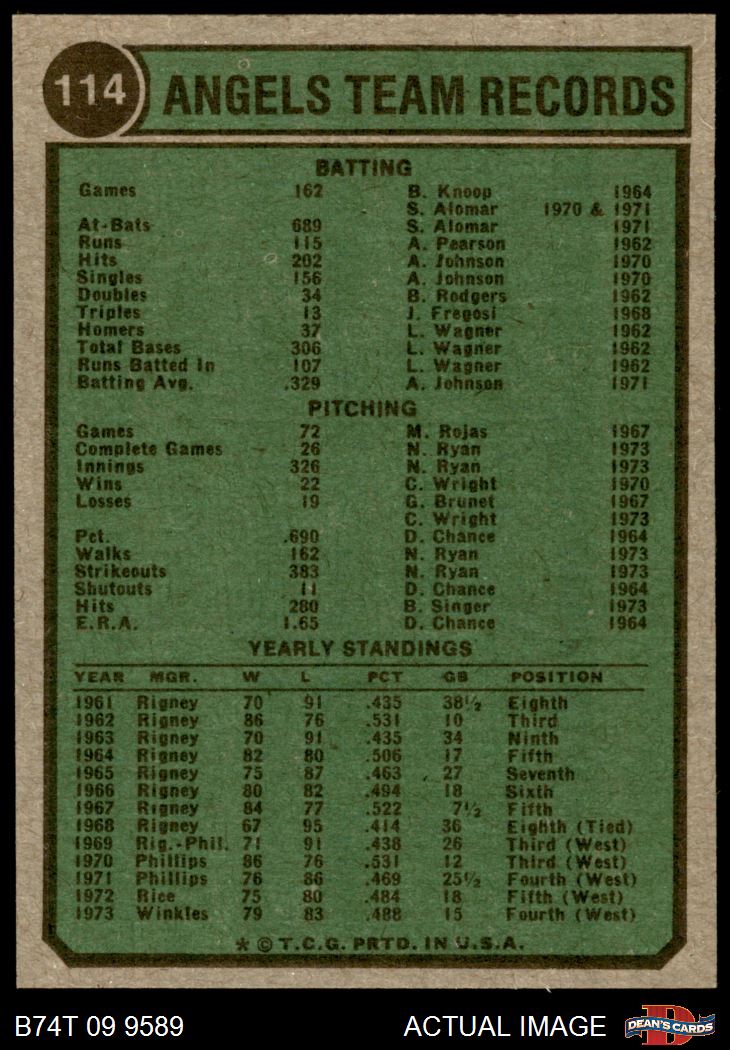 114 ANGELS TEAM RECORDS
BATTING
Games 162 B. Knoop 1964
S. Alomar 1970 & 1971
At-Bats 689 S. Alomar 1971
Runs 115 A. Pearson 1962
Hits 202 A. Johnson 1970
Singles 156 A. Johnson 1970
Doubles 34 B. Rodgers 1962
Triples 13 J. Fregosi 1968
Homers 37 L. Wagner 1962
Total Bases 306 L. Wagner 1962
Runs Batted In 107 L. Wagner 1962
Batting Avg. .329 A. Johnson 1971
PITCHING
Games 72 M. Rojas 1967
Complete Games 26 N. Ryan 1973
Innings 326 N. Ryan 1973
Wins 22 C. Wright 1970
Losses 19 G. Brunet 1967
C. Wright 1973
Pct. .690 D. Chance 1964
Walks 162 N. Ryan 1973
Strikeouts 383 N. Ryan 1973
Shutouts 11 D. Chance 1964
Hits 280 B. Singer 1973
E.R.A. 1.65 D. Chance 1964
YEARLY STANDINGS
YEAR MGR. W L PCT GB POSITION
1961 Rigney 70 91 .435 38½ Eighth
1962 Rigney 86 76 .531 10 Third
1963 Rigney 70 91 .435 34 Ninth
1964 Rigney 82 80 .506 17 Fifth
1965 Rigney 75 87 .463 27 Seventh
1966 Rigney 80 82 .494 18 Sixth
1967 Rigney 84 77 .522 7½ Fifth
1968 Rigney 67 95 .414 36 Eighth (Tied)
1969 Rig.-Phil. 71 91 .438 26 Third (West)
1970 Phillips 86 76 .531 12 Third (West)
1971 Phillips 76 86 .469 25½ Fourth (West)
1972 Rice 75 80 .484 18 Fifth (West)
1973 Winkles 79 83 .488 15 Fourth (West)
* © T.C.G. PRTD. IN U.S.A.
B74T 09 9589 ACTUAL IMAGE D DEAN'S CARDS